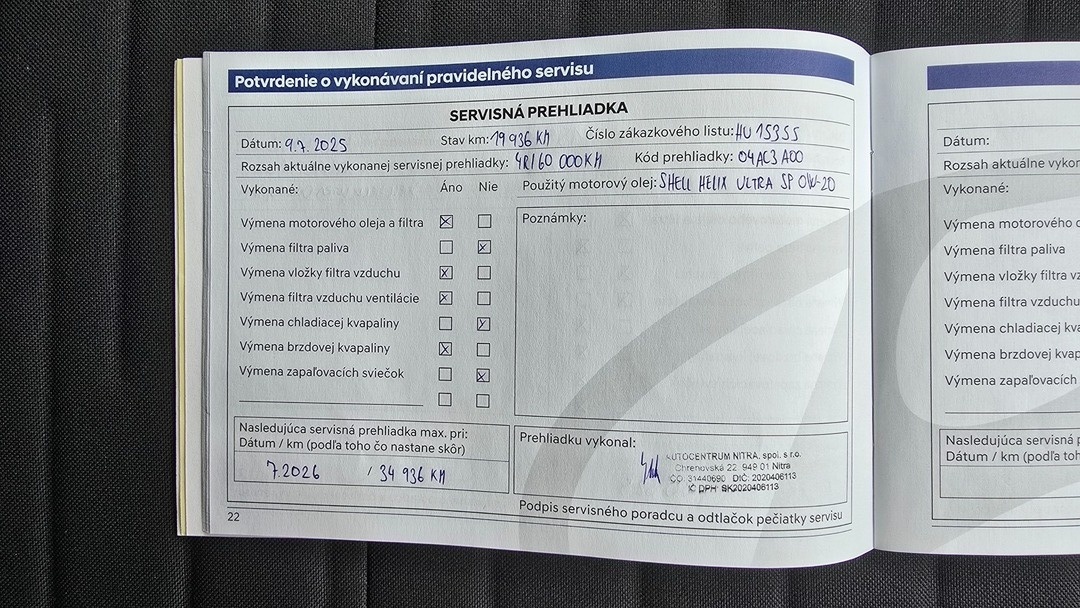 Potvrdenie o vykonávaní pravidelného servisu
SERVISNÁ PREHLIADKA
Dátum: 9.7.2025 Stav km: 19 936 KM Číslo zákazkového listu: HU 15355
Rozsah aktuálne vykonanej servisnej prehliadky: 4R/60 000KM Kód prehliadky: 04AC3A00
Vykonané: Áno Nie Použitý motorový olej: SHELL HELIX ULTRA SP 0W-20
Výmena motorového oleja a filtra
Výmena filtra paliva
Výmena vložky filtra vzduchu
Výmena filtra vzduchu ventilácie
Výmena chladiacej kvapaliny
Výmena brzdovej kvapaliny
Výmena zapaľovacích sviečok
Poznámky:
Nasledujúca servisná prehliadka max. pri:
Dátum / km (podľa toho čo nastane skôr)
7.2026 / 34 936 KM
Prehliadku vykonal:
AUTOCENTRUM NITRA, spol. s r.o.
Chrenovská 22, 949 01 Nitra
IČO: 31440690 DIČ: 2020406113
IČ DPH: SK2020406113
Podpis servisného poradcu a odtlačok pečiatky servisu
22
Dátum:
Rozsah aktuálne vykon
Vykonané:
Výmena motorového o
Výmena filtra paliva
Výmena vložky filtra vz
Výmena filtra vzduchu
Výmena chladiacej kva
Výmena brzdovej kvap
Výmena zapaľovacích
Nasledujúca servisná p
Dátum / km (podľa toh